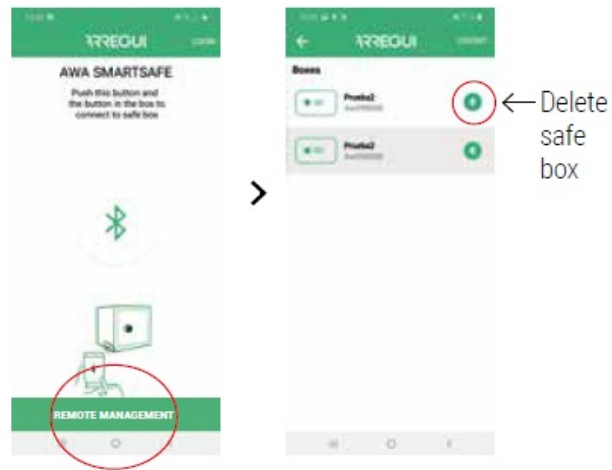 ARREGUI
LOGIN
AWA SMARTSAFE
Push this button and
the button in the box to
connect to safe box
REMOTE MANAGEMENT
>
ARREGUI
Boxes
Prueba2
Prueba2
Delete
safe
box